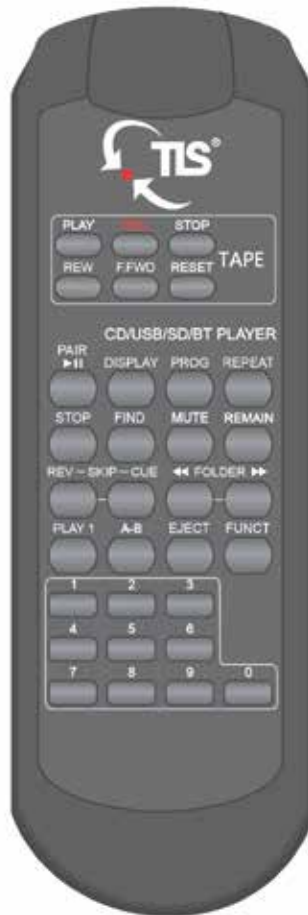 TLS®
PLAY STOP
REW F.FWD RESET TAPE
CD/USB/SD/BT PLAYER
PAIR
►II DISPLAY PROG REPEAT
STOP FIND MUTE REMAIN
REV – SKIP – CUE ◄◄ FOLDER ►►
PLAY 1 A-B EJECT FUNCT
1 2 3
4 5 6
7 8 9 0